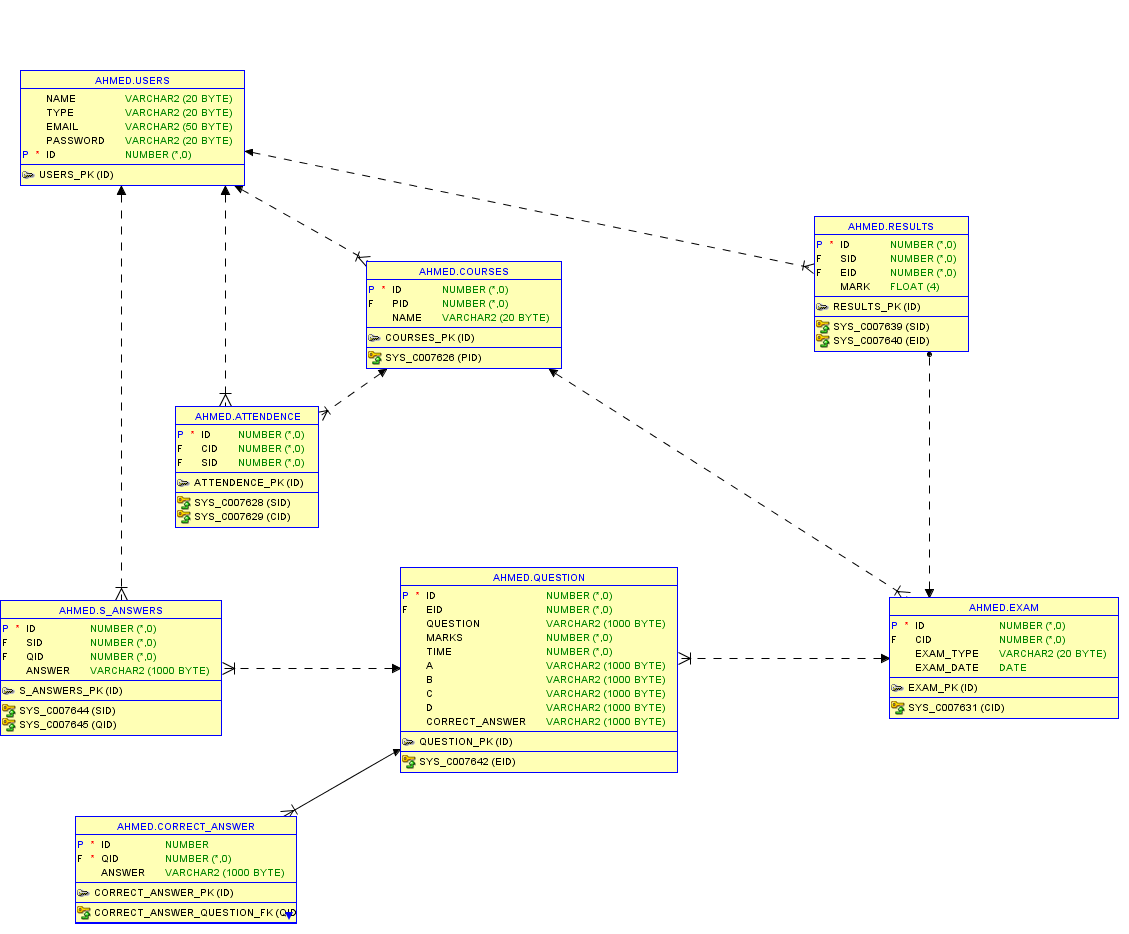 AHMED.USERS
NAME VARCHAR2 (20 BYTE)
TYPE VARCHAR2 (20 BYTE)
EMAIL VARCHAR2 (50 BYTE)
PASSWORD VARCHAR2 (20 BYTE)
P * ID NUMBER (*,0)
USERS_PK (ID)
AHMED.RESULTS
P * ID NUMBER (*,0)
F SID NUMBER (*,0)
F EID NUMBER (*,0)
MARK FLOAT (4)
RESULTS_PK (ID)
SYS_C007639 (SID)
SYS_C007640 (EID)
AHMED.COURSES
P * ID NUMBER (*,0)
F PID NUMBER (*,0)
NAME VARCHAR2 (20 BYTE)
COURSES_PK (ID)
SYS_C007626 (PID)
AHMED.ATTENDENCE
P * ID NUMBER (*,0)
F CID NUMBER (*,0)
F SID NUMBER (*,0)
ATTENDENCE_PK (ID)
SYS_C007628 (SID)
SYS_C007629 (CID)
AHMED.S_ANSWERS
P * ID NUMBER (*,0)
F SID NUMBER (*,0)
F QID NUMBER (*,0)
ANSWER VARCHAR2 (1000 BYTE)
S_ANSWERS_PK (ID)
SYS_C007644 (SID)
SYS_C007645 (QID)
AHMED.QUESTION
P * ID NUMBER (*,0)
F EID NUMBER (*,0)
QUESTION VARCHAR2 (1000 BYTE)
MARKS NUMBER (*,0)
TIME NUMBER (*,0)
A VARCHAR2 (1000 BYTE)
B VARCHAR2 (1000 BYTE)
C VARCHAR2 (1000 BYTE)
D VARCHAR2 (1000 BYTE)
CORRECT_ANSWER VARCHAR2 (1000 BYTE)
QUESTION_PK (ID)
SYS_C007642 (EID)
AHMED.EXAM
P * ID NUMBER (*,0)
F CID NUMBER (*,0)
EXAM_TYPE VARCHAR2 (20 BYTE)
EXAM_DATE DATE
EXAM_PK (ID)
SYS_C007631 (CID)
AHMED.CORRECT_ANSWER
P * ID NUMBER
F * QID NUMBER (*,0)
ANSWER VARCHAR2 (1000 BYTE)
CORRECT_ANSWER_PK (ID)
CORRECT_ANSWER_QUESTION_FK (QID